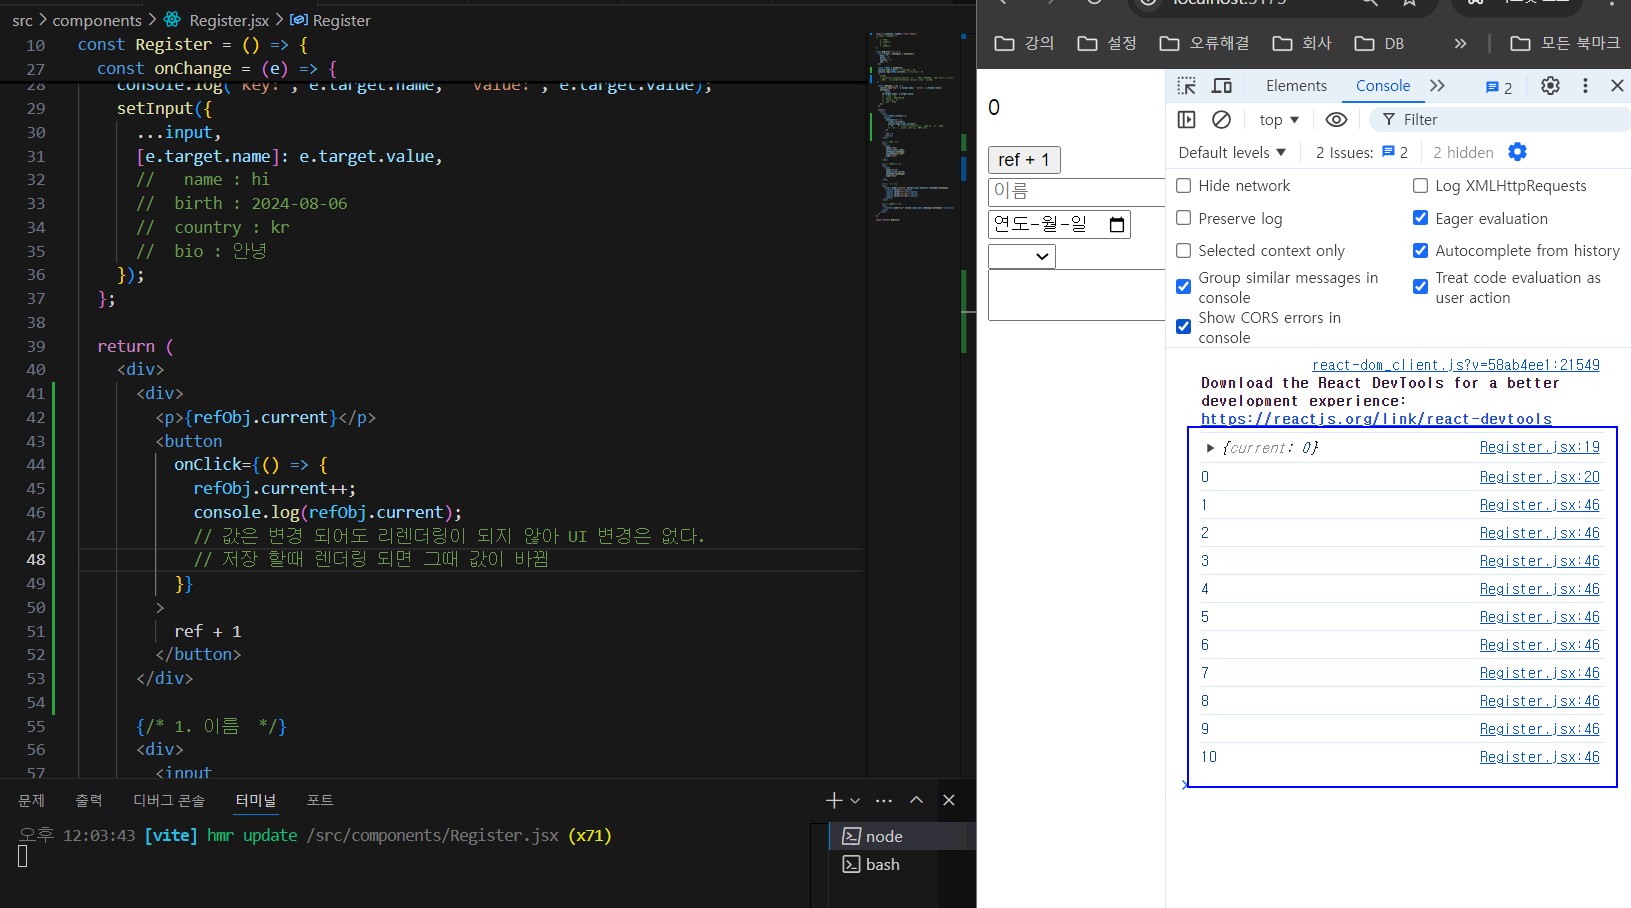 src > components > Register.jsx > Register
10 const Register = () => {
27 const onChange = (e) => {
28 console.log("key:", e.target.name, "value:", e.target.value);
29 setInput({
30 ...input,
31 [e.target.name]: e.target.value,
32 // name : hi
33 // birth : 2024-08-06
34 // country : kr
35 // bio : 안녕
36 });
37 };
38
39 return (
40 <div>
41 <div>
42 <p>{refObj.current}</p>
43 <button
44 onClick={() => {
45 refObj.current++;
46 console.log(refObj.current);
47 // 값은 변경 되어도 리렌더링이 되지 않아 UI 변경은 없다.
48 // 저장 할때 렌더링 되면 그때 값이 바뀜
49 }}
50 >
51 ref + 1
52 </button>
53 </div>
54
55 {/* 1. 이름 */}
56 <div>
57 <input
문제 출력 디버그 콘솔 터미널 포트
오후 12:03:43 [vite] hmr update /src/components/Register.jsx (x71)
node
bash
localhost:5173
강의 설정 오류해결 회사 DB » 모든 북마크
0
ref + 1
이름
연도-월-일
Elements Console 2
top Filter
Default levels 2 Issues: 2 2 hidden
Hide network Log XMLHttpRequests
Preserve log Eager evaluation
Selected context only Autocomplete from history
Group similar messages in console Treat code evaluation as user action
Show CORS errors in console
react-dom_client.js?v=58ab4ee1:21549
Download the React DevTools for a better
development experience:
https://reactjs.org/link/react-devtools
{current: 0} Register.jsx:19
0 Register.jsx:20
1 Register.jsx:46
2 Register.jsx:46
3 Register.jsx:46
4 Register.jsx:46
5 Register.jsx:46
6 Register.jsx:46
7 Register.jsx:46
8 Register.jsx:46
9 Register.jsx:46
10 Register.jsx:46